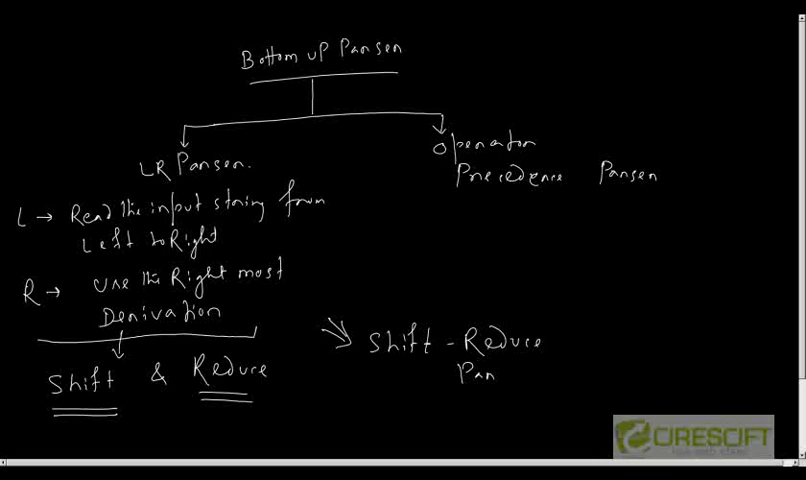 Bottom up Parser
LR Parser.
Operator
Precedence Parser
L → Read the input string from
Left to Right
R → Use the Right most
Derivation
Shift & Reduce
Shift - Reduce
Par
CIRESCIFT